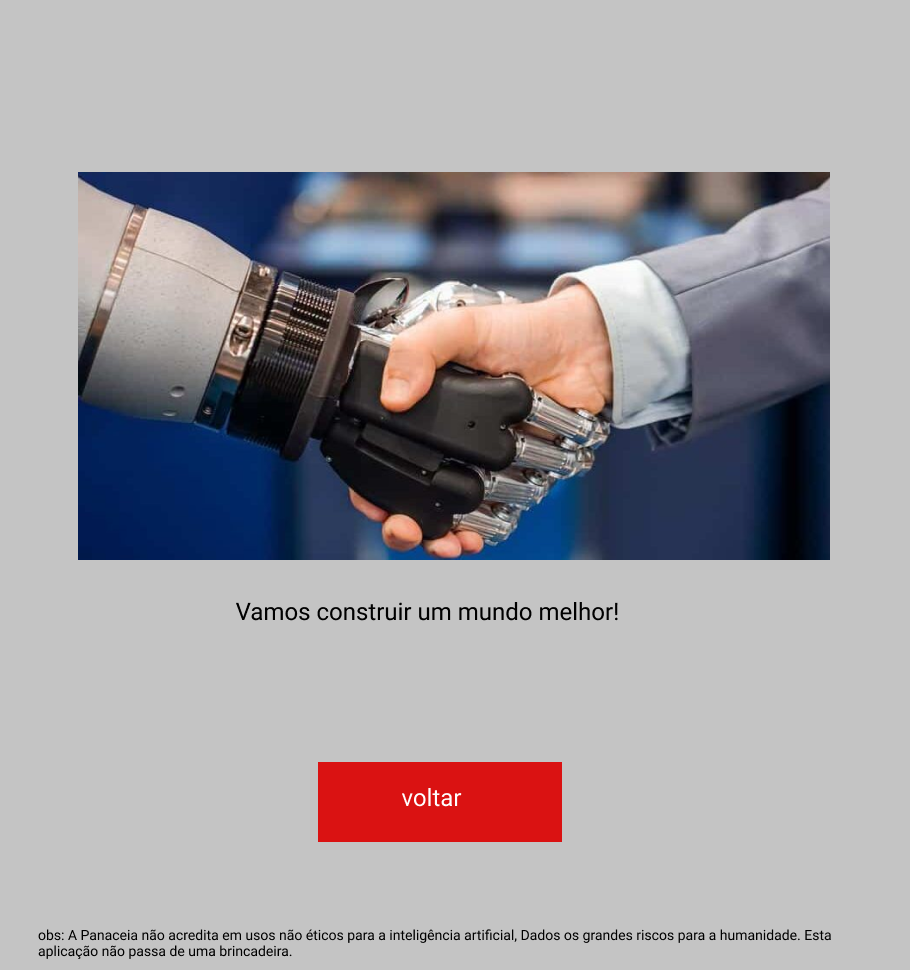 Vamos construir um mundo melhor!
voltar
obs: A Panaceia não acredita em usos não éticos para a inteligência artificial, Dados os grandes riscos para a humanidade. Esta
aplicação não passa de uma brincadeira.